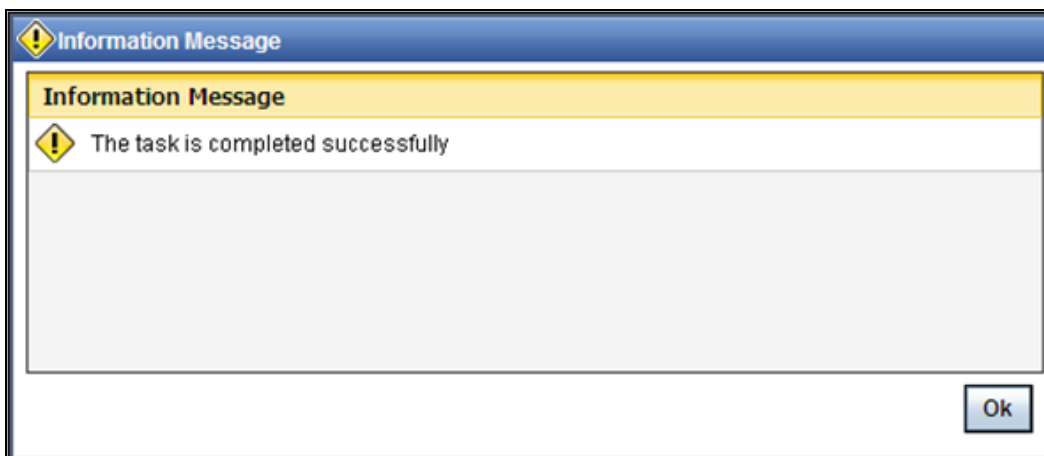 Information Message
Information Message
The task is completed successfully
Ok